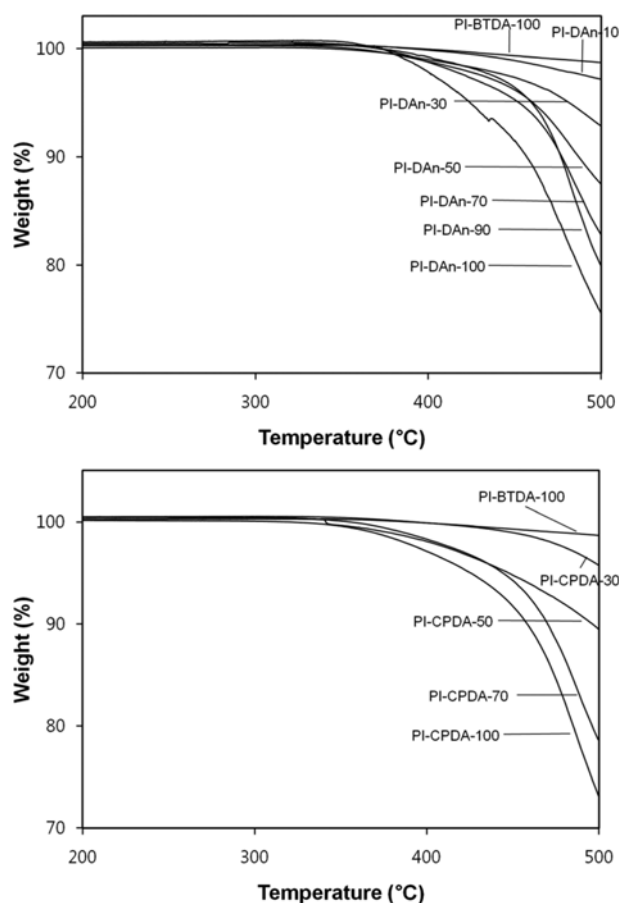 100
90
80
70
Weight (%)
PI-BTDA-100
PI-DAn-10
PI-DAn-30
PI-DAn-50
PI-DAn-70
PI-DAn-90
PI-DAn-100
200
300
400
500
Temperature (°C)
100
90
80
70
Weight (%)
PI-BTDA-100
PI-CPDA-30
PI-CPDA-50
PI-CPDA-70
PI-CPDA-100
200
300
400
500
Temperature (°C)